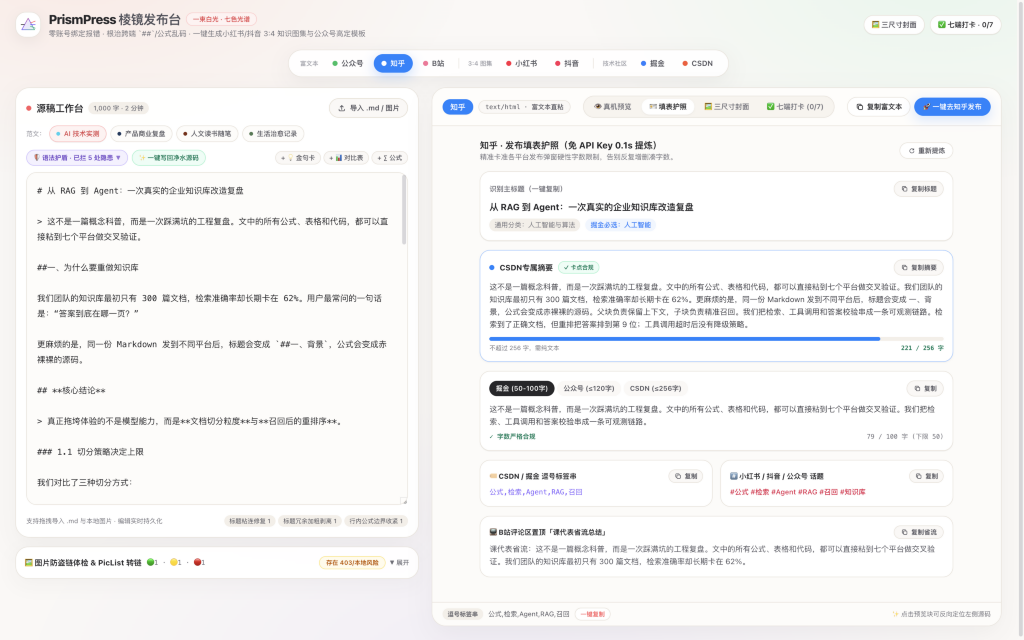 PrismPress 棱镜发布台 一束白光 · 七色光谱
零账号绑定报错 · 根治跨端 `##`/公式乱码 · 一键生成小红书/抖音 3:4 知识图集与公众号高定模板
三尺寸封面
七端打卡 · 0/7
富文本 公众号 知乎 B站 3:4 图集 小红书 抖音 技术社区 掘金 CSDN
源稿工作台 1,000 字 · 2 分钟
导入 .md / 图片
范文: AI 技术实测 产品商业复盘 人文读书随笔 生活治愈记录
语法护盾 · 已拦 5 处隐患 ▼ 一键写回净水源码 + 金句卡 + 对比表 + Σ 公式
# 从 RAG 到 Agent: 一次真实的企业知识库改造复盘
> 这不是一篇概念科普，而是一次踩满坑的工程复盘。文中的所有公式、表格和代码，都可以直
接粘到七个平台做交叉验证。
##一、为什么要重做知识库
我们团队的知识库最初只有 300 篇文档，检索准确率却长期卡在 62%。用户最常问的一句话
是：“答案到底在哪一页？”
更麻烦的是，同一份 Markdown 发到不同平台后，标题会变成 `##一、背景`，公式会变成赤
裸裸的源码。
## **核心结论**
> 真正拖垮体验的不是模型能力，而是**文档切分粒度**与**召回后的重排序**。
### 1.1 切分策略决定上限
我们对比了三种切分方式：
支持拖拽导入 .md 与本地图片 · 编辑实时持久化
标题粘连修复 1 标题冗余加粗剥离 1 行内公式边界收紧 1
图片防盗链体检 & PicList 转链 1 · 1 · 1
存在 403/本地风险 ▼ 展开
知乎 text/html · 富文本直粘
真机预览 填表护照 三尺寸封面 七端打卡 (0/7)
复制富文本 一键去知乎发布
知乎 · 发布填表护照（免 API Key 0.1s 提炼）
精准卡准各平台发布弹窗硬性字数限制，告别反复增删凑字数。
重新提炼
识别主标题（一键复制） 复制标题
从 RAG 到 Agent：一次真实的企业知识库改造复盘
通用分类：人工智能与算法 掘金必选：人工智能
CSDN专属摘要 ✓ 卡点合规 复制摘要
这不是一篇概念科普，而是一次踩满坑的工程复盘。文中的所有公式、表格和代码，都可以直接粘到七个平台做交叉验证。我们团队的
知识库最初只有 300 篇文档，检索准确率却长期卡在 62%。更麻烦的是，同一份 Markdown 发到不同平台后，标题会变成 一、背
景，公式会变成赤裸裸的源码。父块负责保留上下文，子块负责精准召回。我们把检索、工具调用和答案校验串成一条可观测链路。检
索到了正确文档，但重排把答案排到第 9 位；工具调用超时后没有降级策略。
不超过 256 字，需纯文本 221 / 256 字
掘金 (50-100字) 公众号 (≤120字) CSDN (≤256字) 复制
这不是一篇概念科普，而是一次踩满坑的工程复盘。文中的所有公式、表格和代码，都可以直接粘到七个平台做交叉验证。我们把检
索、工具调用和答案校验串成一条可观测链路。
✓ 字数严格合规 79 / 100 字 (下限 50)
CSDN / 掘金 逗号标签串 复制
公式,检索,Agent,RAG,召回
小红书 / 抖音 / 公众号 话题 复制
#公式 #检索 #Agent #RAG #召回 #知识库
B站评论区置顶「课代表省流总结」 复制省流
课代表省流：这不是一篇概念科普，而是一次踩满坑的工程复盘。文中的所有公式、表格和代码，都可以直接粘到七个平台做交叉验
证。我们团队的知识库最初只有 300 篇文档，检索准确率却长期卡在 62%。
逗号标签串 公式,检索,Agent,RAG,召回 一键复制
点击预览块可反向定位左侧源码